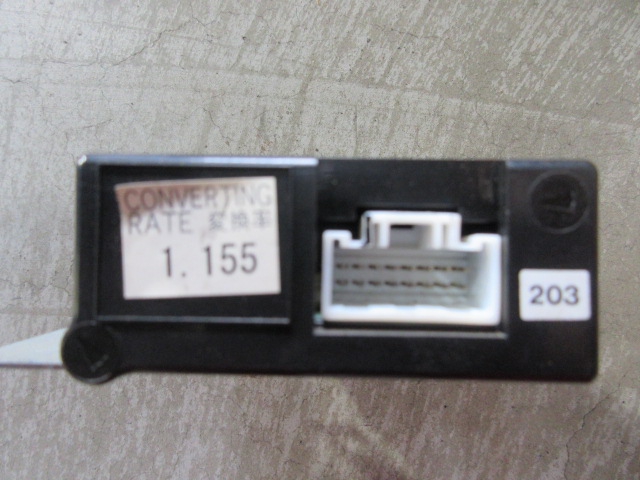 CONVERTING
RATE 変換率
1.155
203